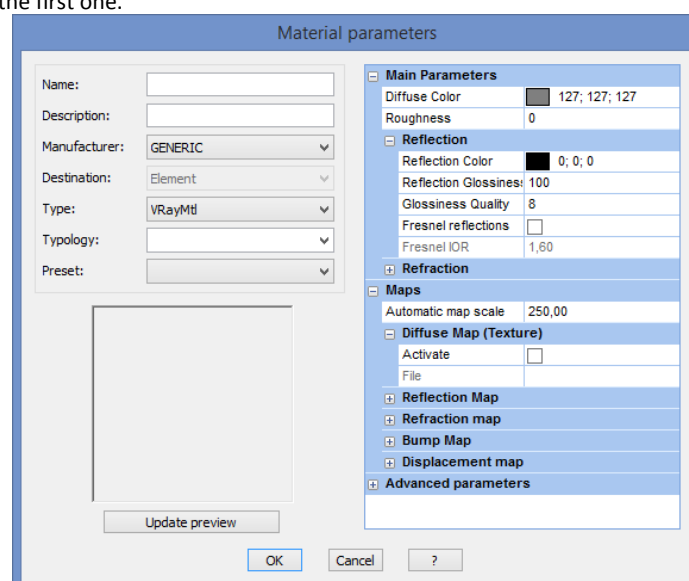 the first one.
Material parameters
Name:
Description:
Manufacturer: GENERIC
Destination: Element
Type: VRayMtl
Typology:
Preset:
Update preview
Main Parameters
Diffuse Color 127; 127; 127
Roughness 0
Reflection
Reflection Color 0; 0; 0
Reflection Glossiness 100
Glossiness Quality 8
Fresnel reflections
Fresnel IOR 1,60
Refraction
Maps
Automatic map scale 250,00
Diffuse Map (Texture)
Activate
File
Reflection Map
Refraction map
Bump Map
Displacement map
Advanced parameters
OK Cancel ?